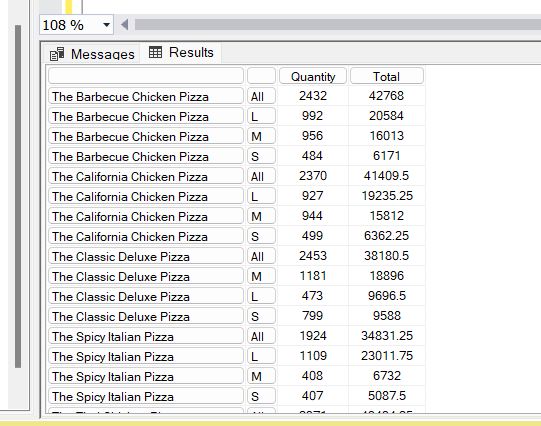 108 %
Messages Results
Quantity Total
The Barbecue Chicken Pizza All 2432 42768
The Barbecue Chicken Pizza L 992 20584
The Barbecue Chicken Pizza M 956 16013
The Barbecue Chicken Pizza S 484 6171
The California Chicken Pizza All 2370 41409.5
The California Chicken Pizza L 927 19235.25
The California Chicken Pizza M 944 15812
The California Chicken Pizza S 499 6362.25
The Classic Deluxe Pizza All 2453 38180.5
The Classic Deluxe Pizza M 1181 18896
The Classic Deluxe Pizza L 473 9696.5
The Classic Deluxe Pizza S 799 9588
The Spicy Italian Pizza All 1924 34831.75
The Spicy Italian Pizza L 1109 23011.75
The Spicy Italian Pizza M 408 6732
The Spicy Italian Pizza S 407 5087.5